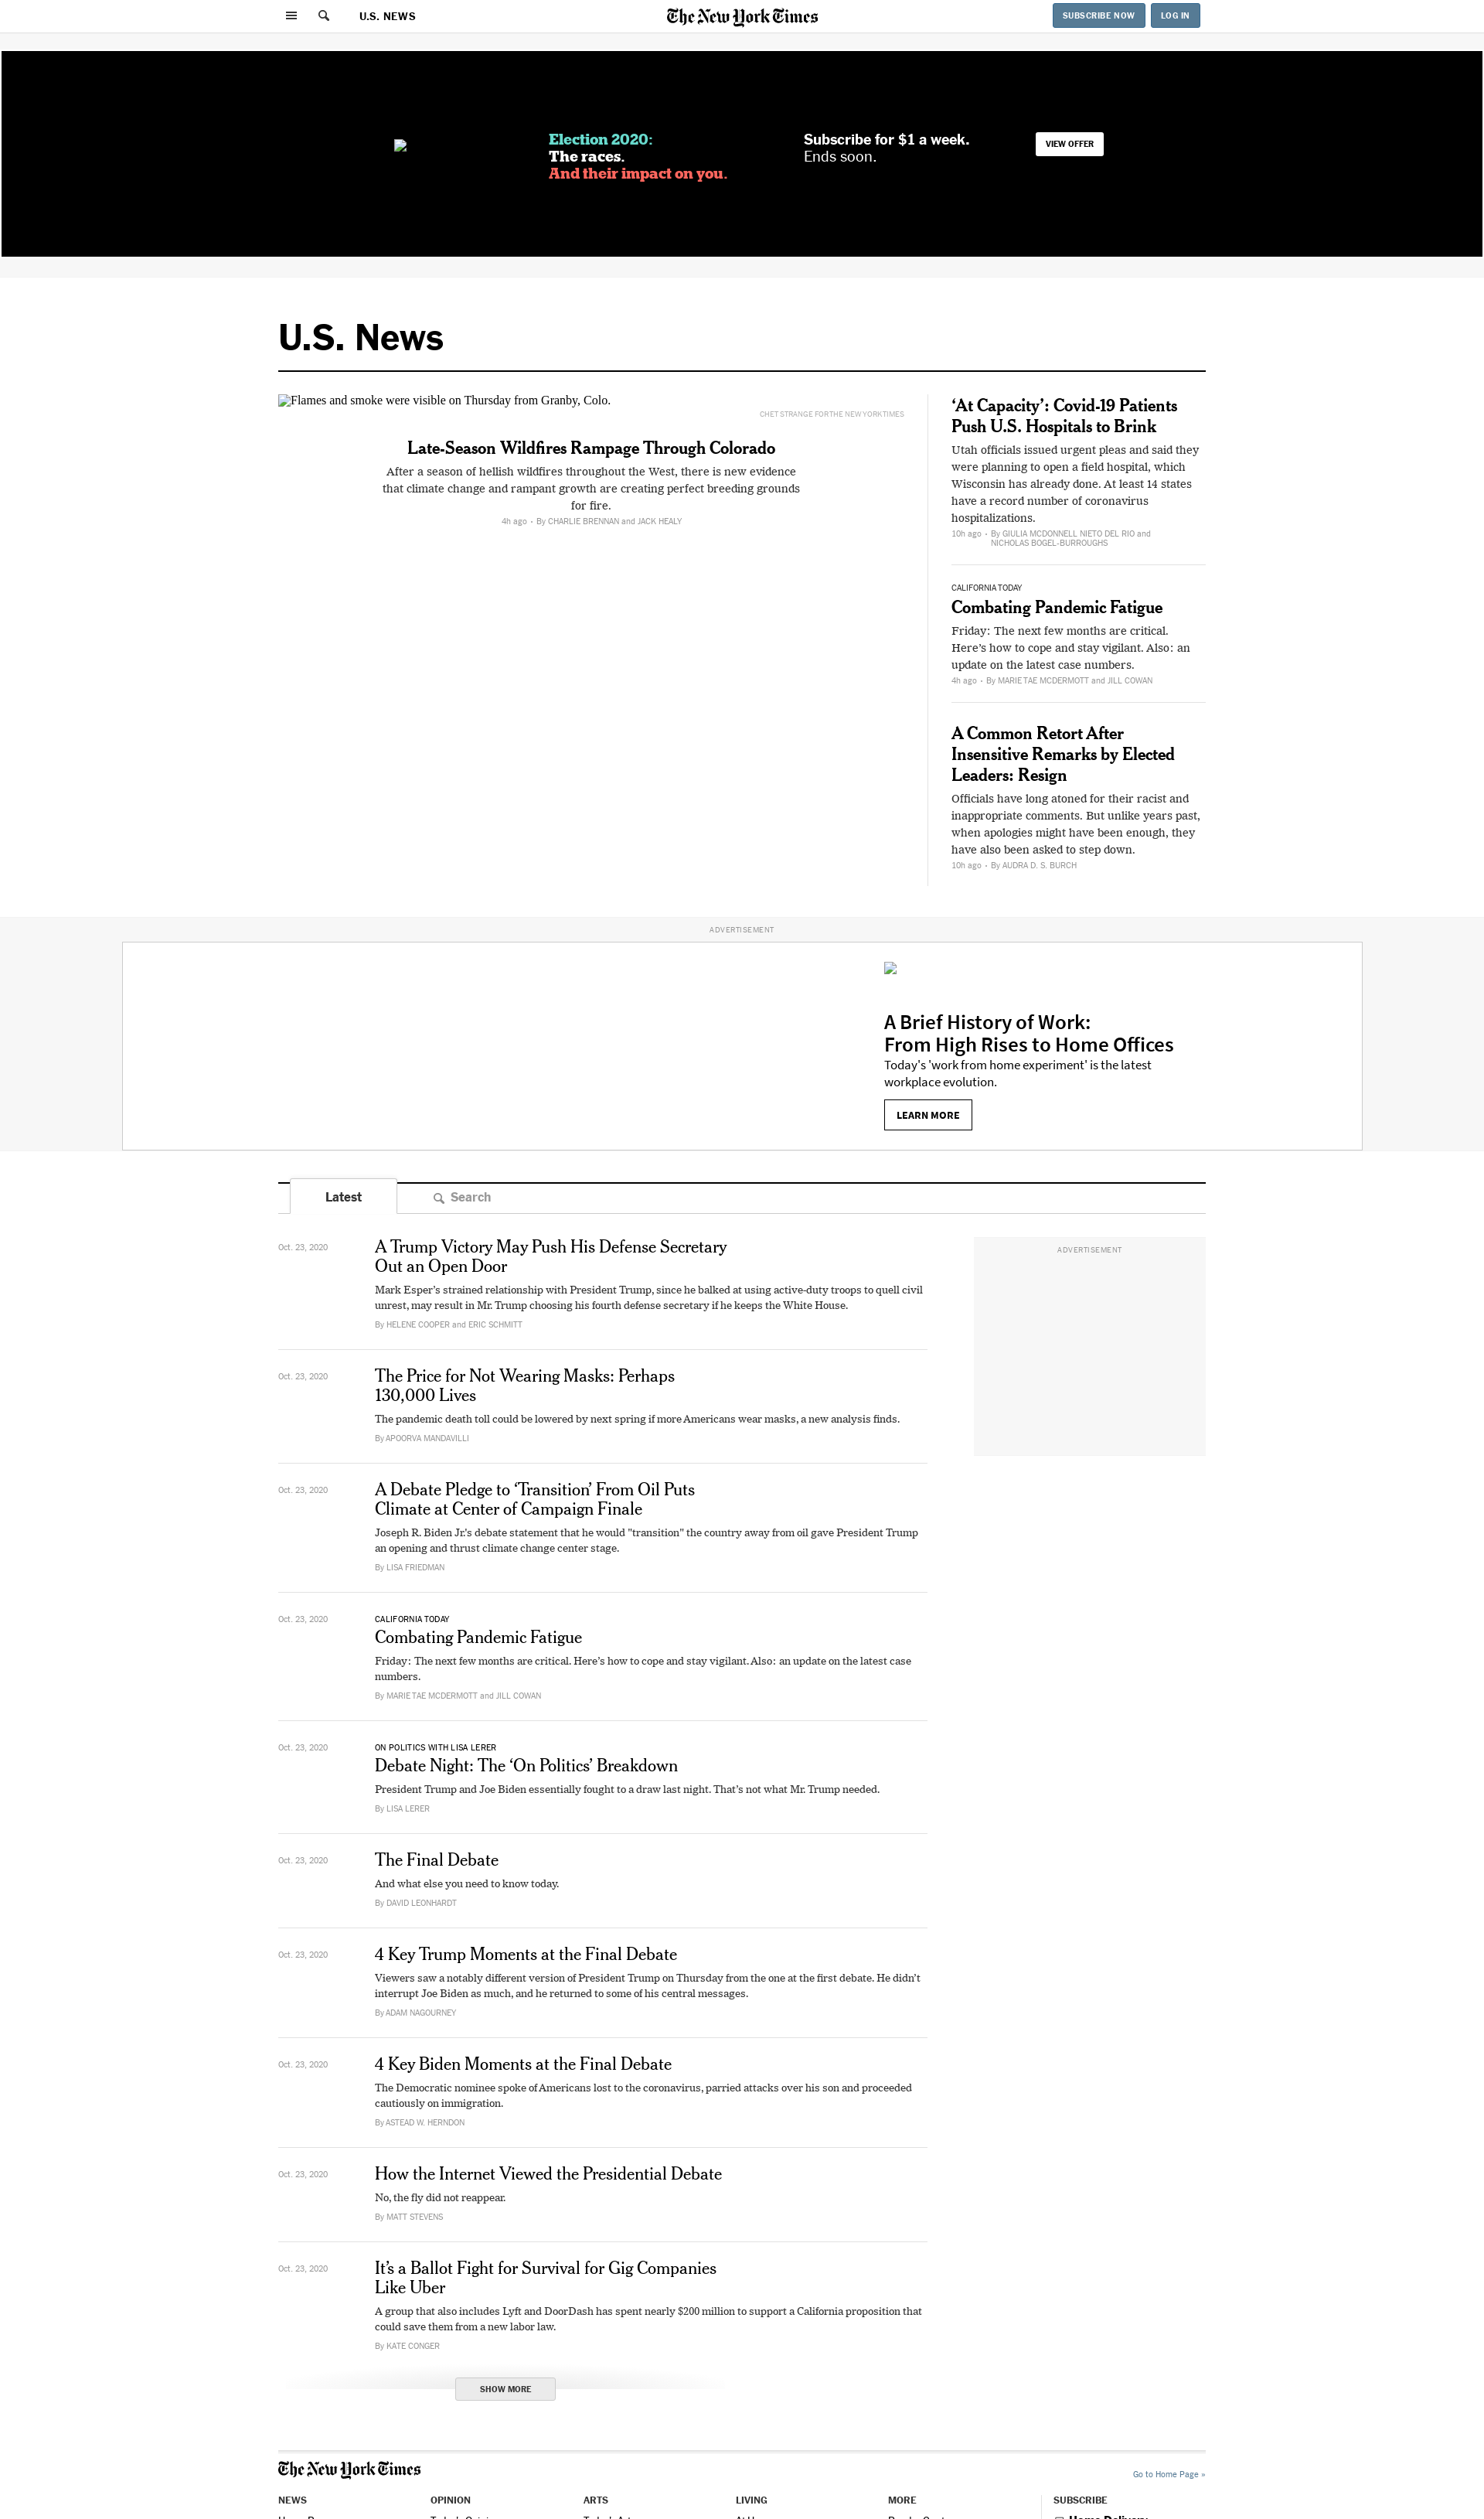 U.S. NEWS
The New York Times
SUBSCRIBE NOW
LOG IN
Election 2020:
The races.
And their impact on you.
Subscribe for $1 a week.
Ends soon.
VIEW OFFER
U.S. News
Flames and smoke were visible on Thursday from Granby, Colo.
CHET STRANGE FOR THE NEW YORK TIMES
Late-Season Wildfires Rampage Through Colorado
After a season of hellish wildfires throughout the West, there is new evidence
that climate change and rampant growth are creating perfect breeding grounds
for fire.
4h ago • By CHARLIE BRENNAN and JACK HEALY
‘At Capacity’: Covid-19 Patients
Push U.S. Hospitals to Brink
Utah officials issued urgent pleas and said they
were planning to open a field hospital, which
Wisconsin has already done. At least 14 states
have a record number of coronavirus
hospitalizations.
10h ago • By GIULIA MCDONNELL NIETO DEL RIO and
NICHOLAS BOGEL-BURROUGHS
CALIFORNIA TODAY
Combating Pandemic Fatigue
Friday: The next few months are critical.
Here’s how to cope and stay vigilant. Also: an
update on the latest case numbers.
4h ago • By MARIE TAE MCDERMOTT and JILL COWAN
A Common Retort After
Insensitive Remarks by Elected
Leaders: Resign
Officials have long atoned for their racist and
inappropriate comments. But unlike years past,
when apologies might have been enough, they
have also been asked to step down.
10h ago • By AUDRA D. S. BURCH
ADVERTISEMENT
A Brief History of Work:
From High Rises to Home Offices
Today's 'work from home experiment' is the latest
workplace evolution.
LEARN MORE
Latest
Search
Oct. 23, 2020
A Trump Victory May Push His Defense Secretary
Out an Open Door
Mark Esper’s strained relationship with President Trump, since he balked at using active-duty troops to quell civil
unrest, may result in Mr. Trump choosing his fourth defense secretary if he keeps the White House.
By HELENE COOPER and ERIC SCHMITT
ADVERTISEMENT
Oct. 23, 2020
The Price for Not Wearing Masks: Perhaps
130,000 Lives
The pandemic death toll could be lowered by next spring if more Americans wear masks, a new analysis finds.
By APOORVA MANDAVILLI
Oct. 23, 2020
A Debate Pledge to ‘Transition’ From Oil Puts
Climate at Center of Campaign Finale
Joseph R. Biden Jr.'s debate statement that he would "transition" the country away from oil gave President Trump
an opening and thrust climate change center stage.
By LISA FRIEDMAN
Oct. 23, 2020
CALIFORNIA TODAY
Combating Pandemic Fatigue
Friday: The next few months are critical. Here’s how to cope and stay vigilant. Also: an update on the latest case
numbers.
By MARIE TAE MCDERMOTT and JILL COWAN
Oct. 23, 2020
ON POLITICS WITH LISA LERER
Debate Night: The ‘On Politics’ Breakdown
President Trump and Joe Biden essentially fought to a draw last night. That’s not what Mr. Trump needed.
By LISA LERER
Oct. 23, 2020
The Final Debate
And what else you need to know today.
By DAVID LEONHARDT
Oct. 23, 2020
4 Key Trump Moments at the Final Debate
Viewers saw a notably different version of President Trump on Thursday from the one at the first debate. He didn’t
interrupt Joe Biden as much, and he returned to some of his central messages.
By ADAM NAGOURNEY
Oct. 23, 2020
4 Key Biden Moments at the Final Debate
The Democratic nominee spoke of Americans lost to the coronavirus, parried attacks over his son and proceeded
cautiously on immigration.
By ASTEAD W. HERNDON
Oct. 23, 2020
How the Internet Viewed the Presidential Debate
No, the fly did not reappear.
By MATT STEVENS
Oct. 23, 2020
It’s a Ballot Fight for Survival for Gig Companies
Like Uber
A group that also includes Lyft and DoorDash has spent nearly $200 million to support a California proposition that
could save them from a new labor law.
By KATE CONGER
SHOW MORE
The New York Times
Go to Home Page »
NEWS
OPINION
ARTS
LIVING
MORE
SUBSCRIBE